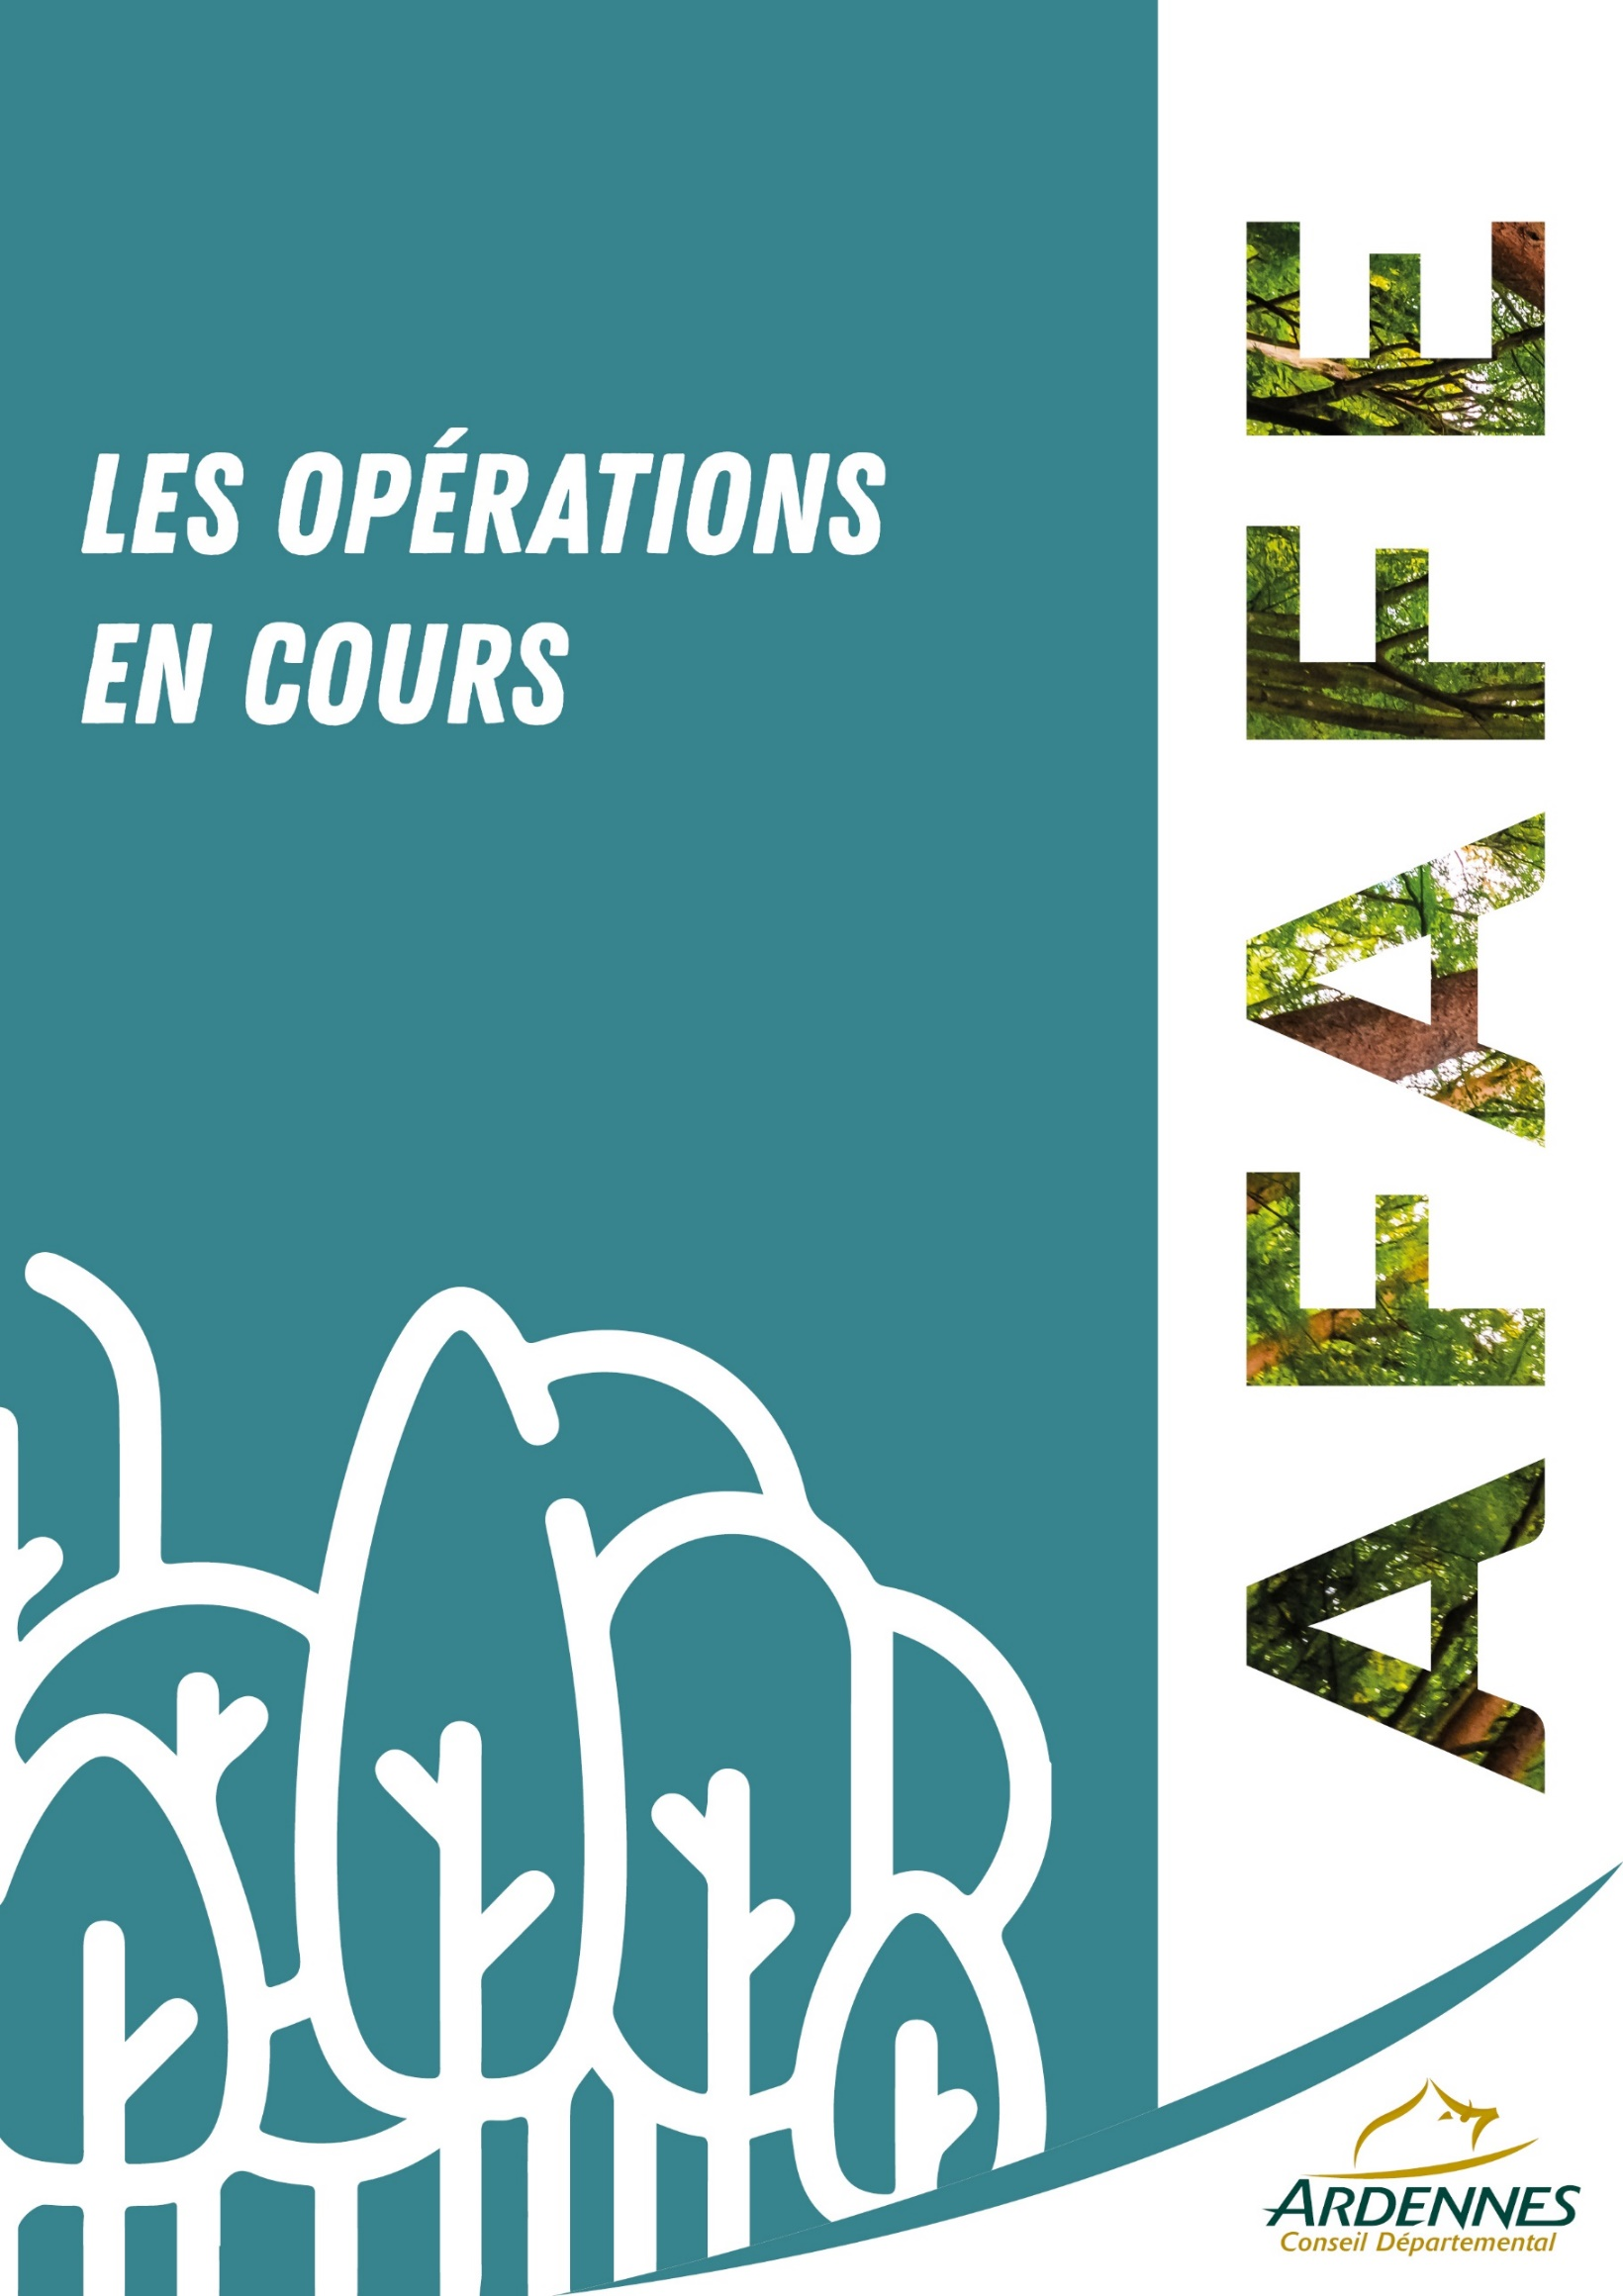 LES OPÉRATIONS
EN COURS
AFAFE
ARDENNES
Conseil Départemental